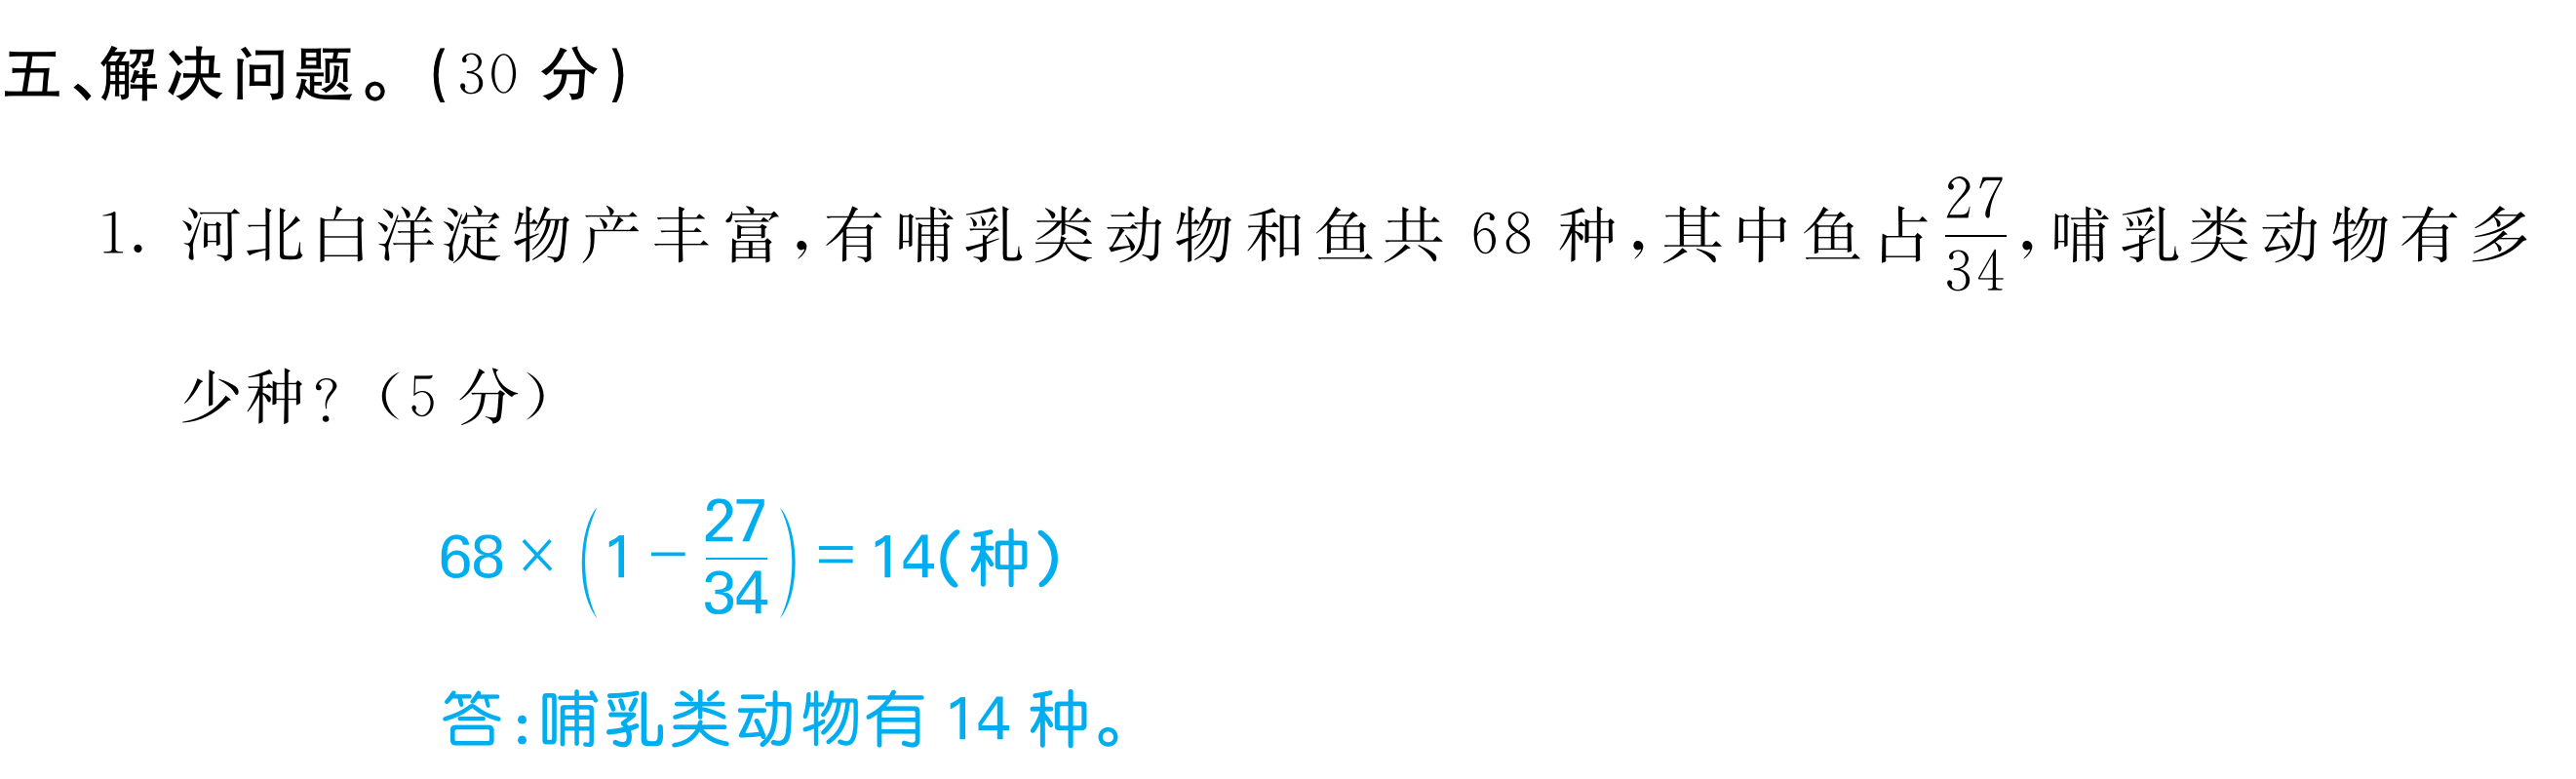 五、解决问题。(30 分)
1. 河北白洋淀物产丰富,有哺乳类动物和鱼共 68 种,其中鱼占27/34,哺乳类动物有多
少种?(5 分)
68 × (1 − 27/34) = 14(种)
答:哺乳类动物有 14 种。